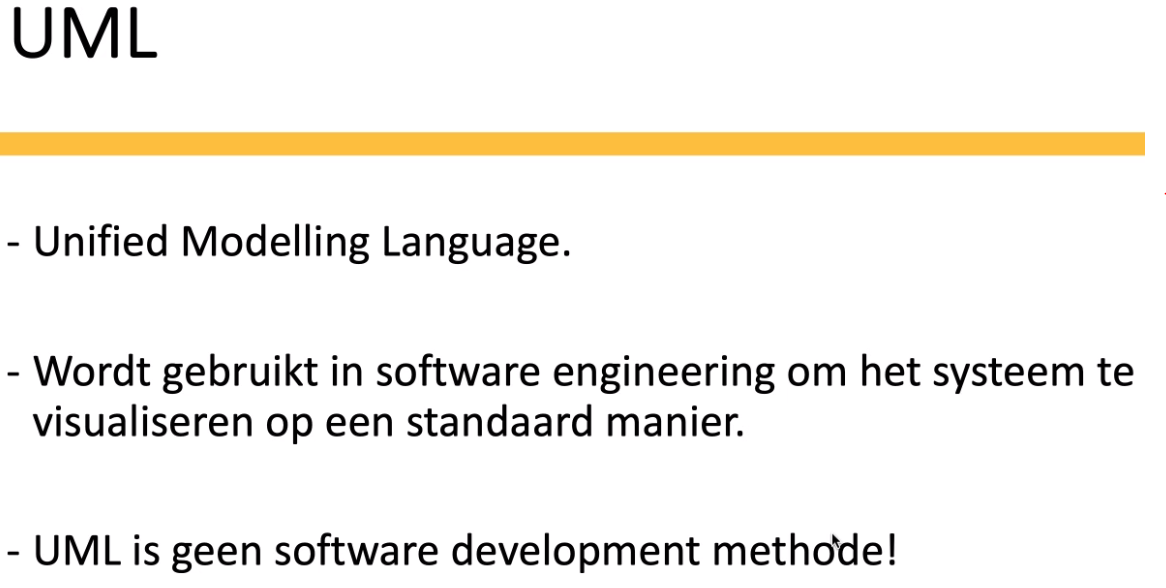 UML
- Unified Modelling Language.
- Wordt gebruikt in software engineering om het systeem te
visualiseren op een standaard manier.
- UML is geen software development methode!